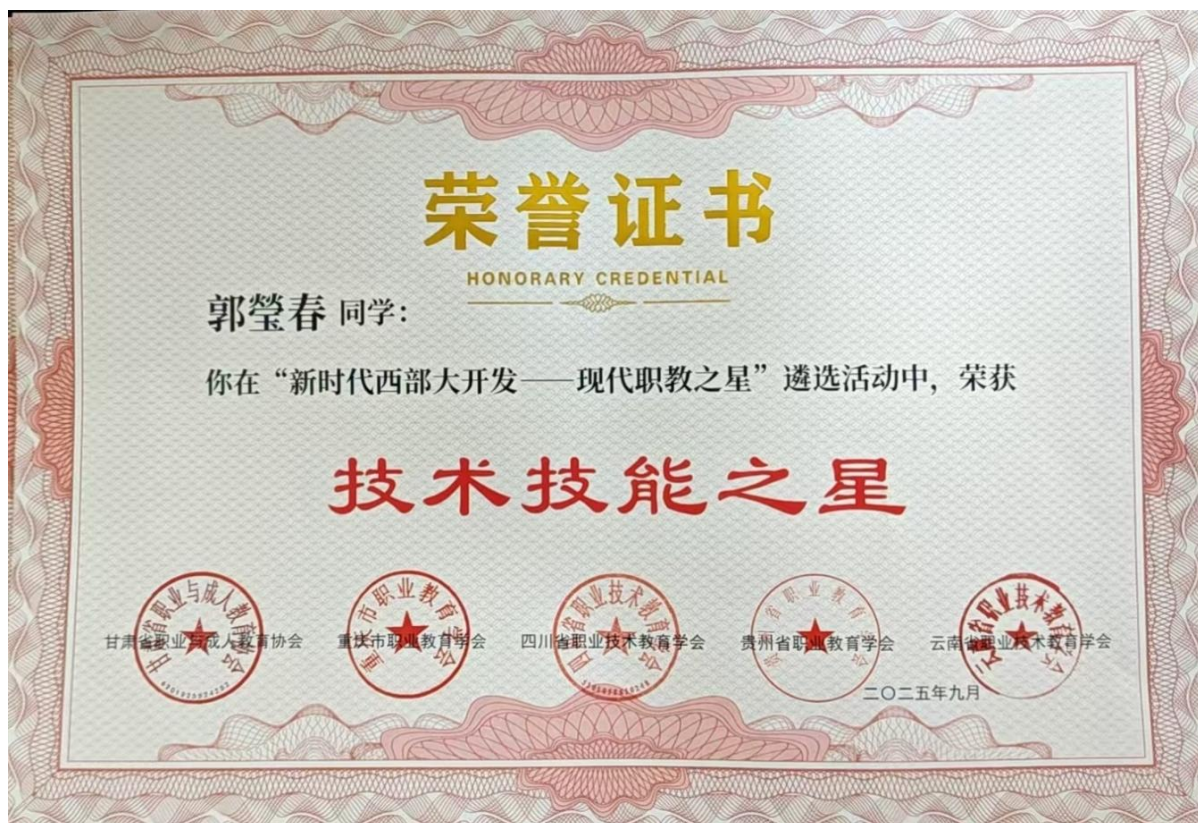 荣誉证书
HONORARY CREDENTIAL
郭瑩春 同学：
你在“新时代西部大开发——现代职教之星”遴选活动中，荣获
技术技能之星
甘肃省职业与成人教育协会 重庆市职业教育学会 四川省职业技术教育学会 贵州省职业教育学会 云南省职业技术教育学会
二〇二五年九月